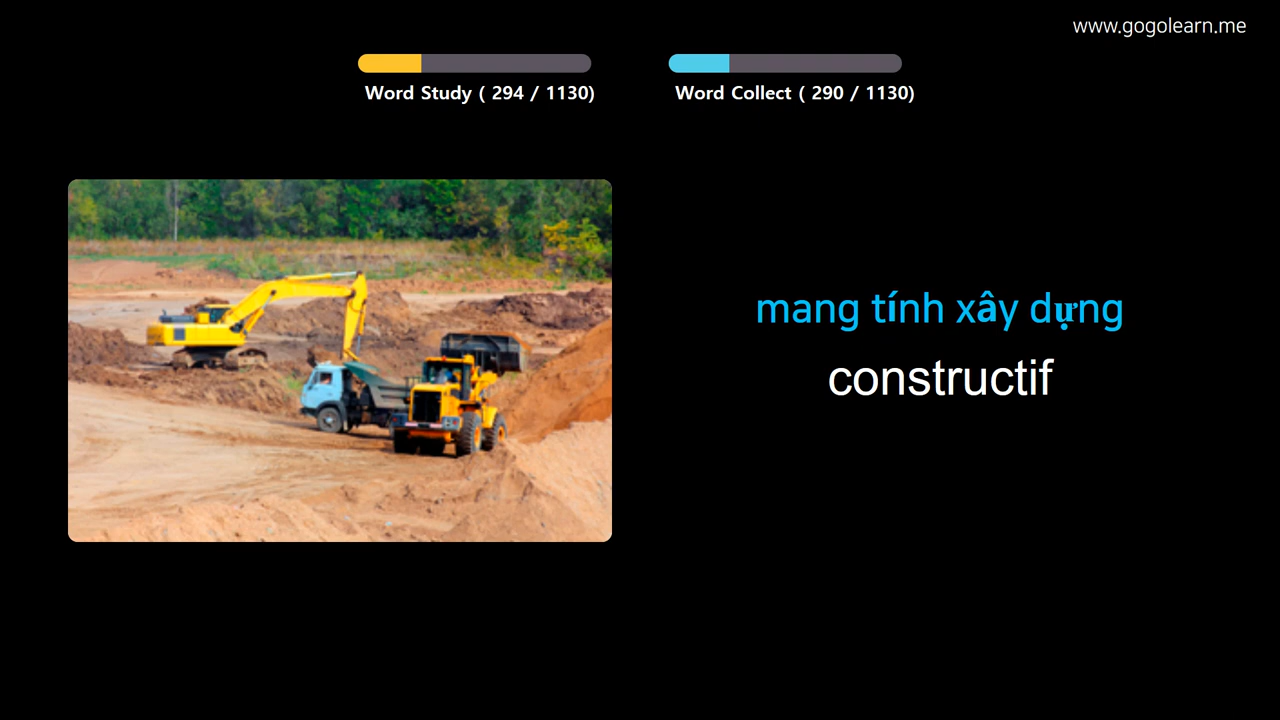 www.gogolearn.me
Word Study ( 294 / 1130)
Word Collect ( 290 / 1130)
mang tính xây dựng
constructif